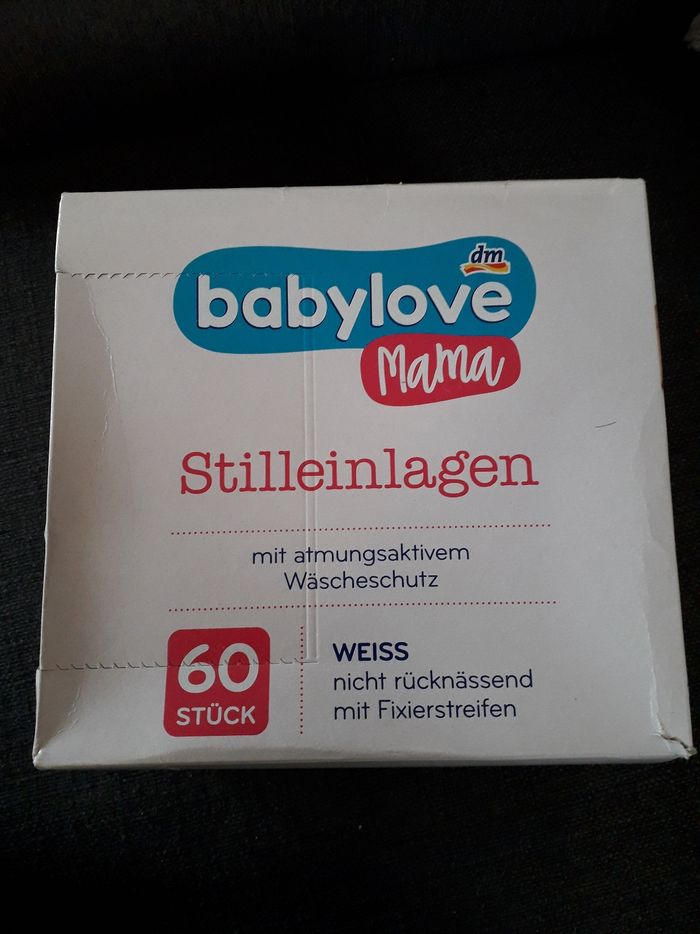 dm
babylove
Mama
Stilleinlagen
mit atmungsaktivem
Wäscheschutz
60
STÜCK
WEISS
nicht rücknässend
mit Fixierstreifen